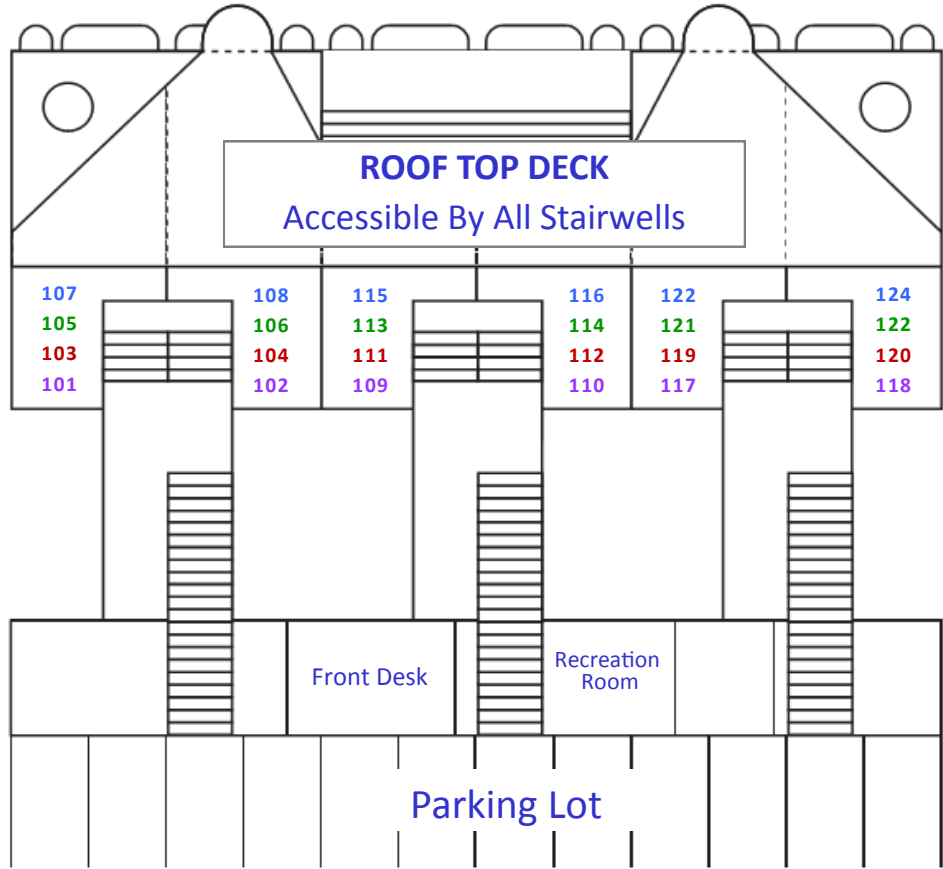 ROOF TOP DECK
Accessible By All Stairwells
107 108 115 116 122 124
105 106 113 114 121 122
103 104 111 112 119 120
101 102 109 110 117 118
Front Desk
Recreation
Room
Parking Lot